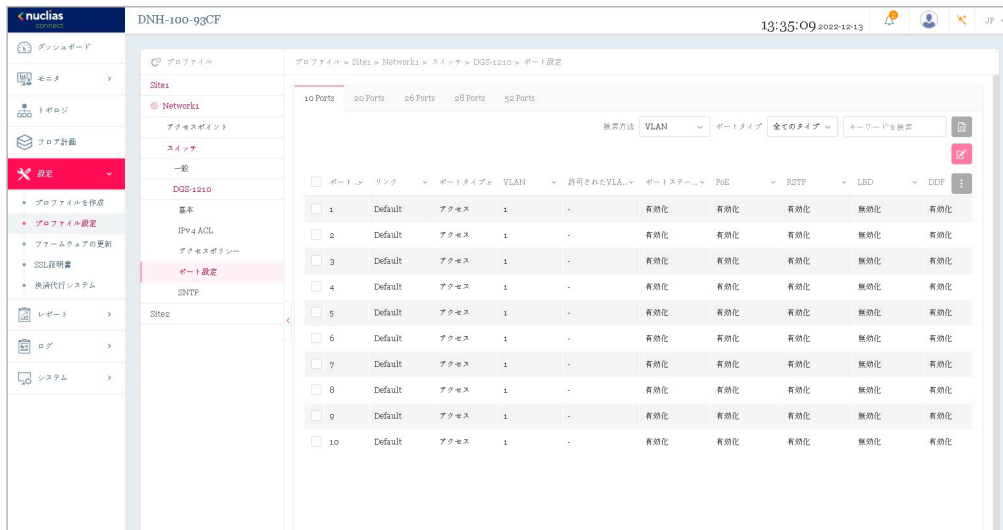 nuclias
connect
DNH-100-93CF
13:35:09 2022-12-13
2
JP
ダッシュボード
モニタ
トポロジ
フロア計画
設定
プロファイルを作成
プロファイル設定
ファームウェアの更新
SSL証明書
決済代行システム
レポート
ログ
システム
プロファイル
Site1
Network1
アクセスポイント
スイッチ
一般
DGS-1210
基本
IPv4 ACL
アクセスポリシー
ポート設定
SNTP
Site2
プロファイル > Site1 > Network1 > スイッチ > DGS-1210 > ポート設定
10 Ports 20 Ports 26 Ports 28 Ports 52 Ports
検索方法 VLAN ポートタイプ 全てのタイプ キーワードを検索
ポート .. リンク ポートタイプ VLAN 許可されたVLA... ポートステー... PoE RSTP LBD DDP
1 Default アクセス 1 - 有効化 有効化 有効化 無効化 有効化
2 Default アクセス 1 - 有効化 有効化 有効化 無効化 有効化
3 Default アクセス 1 - 有効化 有効化 有効化 無効化 有効化
4 Default アクセス 1 - 有効化 有効化 有効化 無効化 有効化
5 Default アクセス 1 - 有効化 有効化 有効化 無効化 有効化
6 Default アクセス 1 - 有効化 有効化 有効化 無効化 有効化
7 Default アクセス 1 - 有効化 有効化 有効化 無効化 有効化
8 Default アクセス 1 - 有効化 有効化 有効化 無効化 有効化
9 Default アクセス 1 - 有効化 有効化 有効化 無効化 有効化
10 Default アクセス 1 - 有効化 有効化 有効化 無効化 有効化